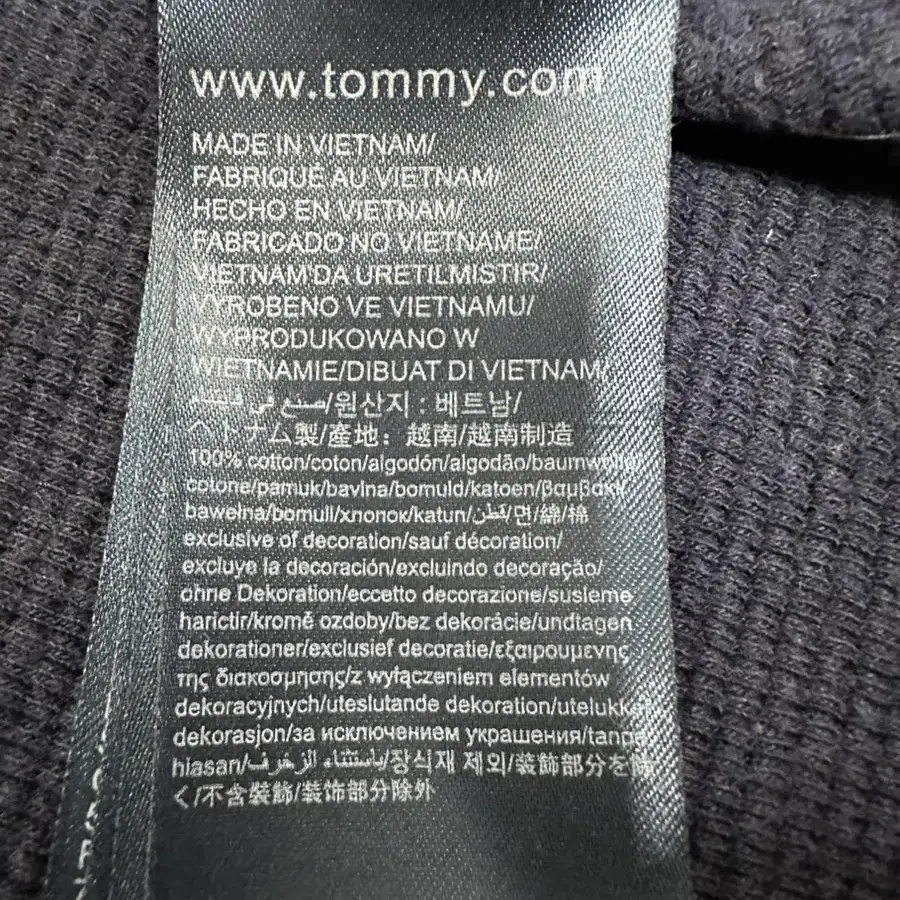 www.tommy.com
MADE IN VIETNAM/
FABRIQUÉ AU VIETNAM/
HECHO EN VIETNAM/
FABRICADO NO VIETNAME/
VIETNAM'DA URETILMISTIR/
VYROBENO VE VIETNAMU/
WYPRODUKOWANO W
WIETNAMIE/DIBUAT DI VIETNAM/
صنع في فيتنام/원산지 : 베트남/
ベトナム製/產地：越南/越南制造
100% cotton/coton/algodón/algodão/baumwolle/
cotone/pamuk/bavlna/bomuld/katoen/βαμβάκι/
bawełna/bomull/хлопок/katun/قطن/면/綿/棉
exclusive of decoration/sauf décoration/
excluye la decoración/excluindo decoração/
ohne Dekoration/eccetto decorazione/susleme
harictir/kromě ozdoby/bez dekorácie/undtagen
dekorationer/exclusief decoratie/εξαιρουμενης
της διακοσμησης/z wyłączeniem elementów
dekoracyjnych/uteslutande dekoration/utelukket
dekorasjon/за исключением украшения/tanpa
hiasan/باستثناء الزخرف/장식재 제외/装飾部分を除
く/不含裝飾/装饰部分除外